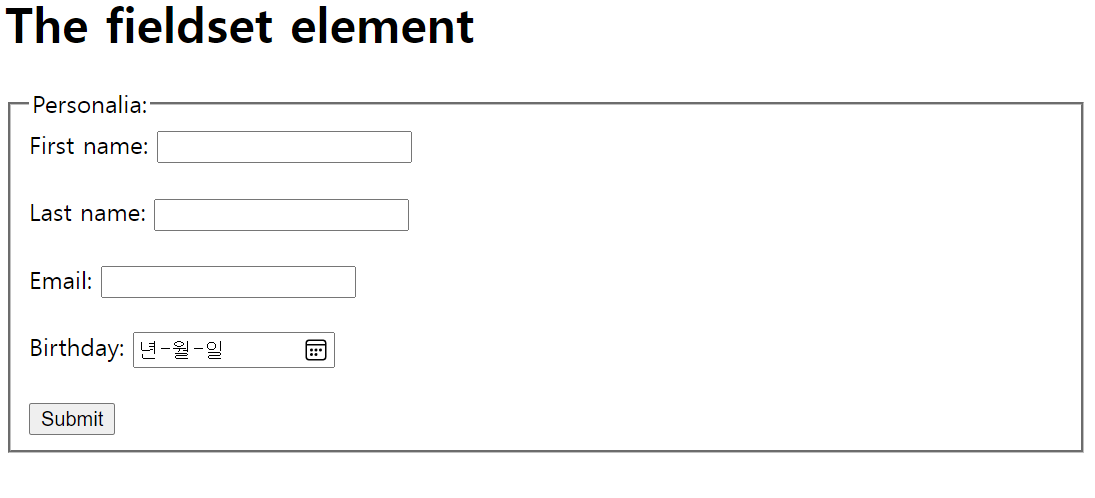 The fieldset element
Personalia:
First name:
Last name:
Email:
Birthday: 년-월-일
Submit